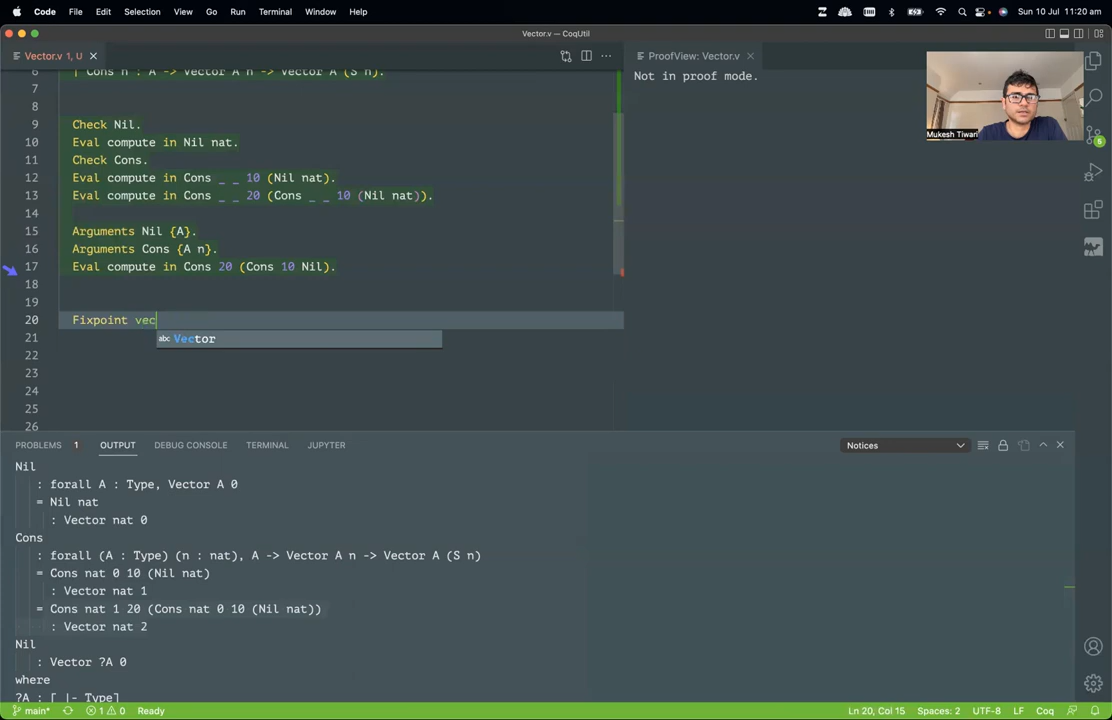 Code File Edit Selection View Go Run Terminal Window Help Sun 10 Jul 11:20 am
Vector.v — CoqUtil
Vector.v 1, U
ProofView: Vector.v
Not in proof mode.
Mukesh Tiwari
5
6 | Cons n : A -> Vector A n -> Vector A (S n).
7
8
9 Check Nil.
10 Eval compute in Nil nat.
11 Check Cons.
12 Eval compute in Cons _ _ 10 (Nil nat).
13 Eval compute in Cons _ _ 20 (Cons _ _ 10 (Nil nat)).
14
15 Arguments Nil {A}.
16 Arguments Cons {A n}.
17 Eval compute in Cons 20 (Cons 10 Nil).
18
19
20 Fixpoint vec
21 abc Vector
22
23
24
25
26
PROBLEMS 1 OUTPUT DEBUG CONSOLE TERMINAL JUPYTER Notices
Nil
: forall A : Type, Vector A 0
= Nil nat
: Vector nat 0
Cons
: forall (A : Type) (n : nat), A -> Vector A n -> Vector A (S n)
= Cons nat 0 10 (Nil nat)
: Vector nat 1
= Cons nat 1 20 (Cons nat 0 10 (Nil nat))
: Vector nat 2
Nil
: Vector ?A 0
where
?A : [ |- Type]
main* 1 0 Ready Ln 20, Col 15 Spaces: 2 UTF-8 LF Coq